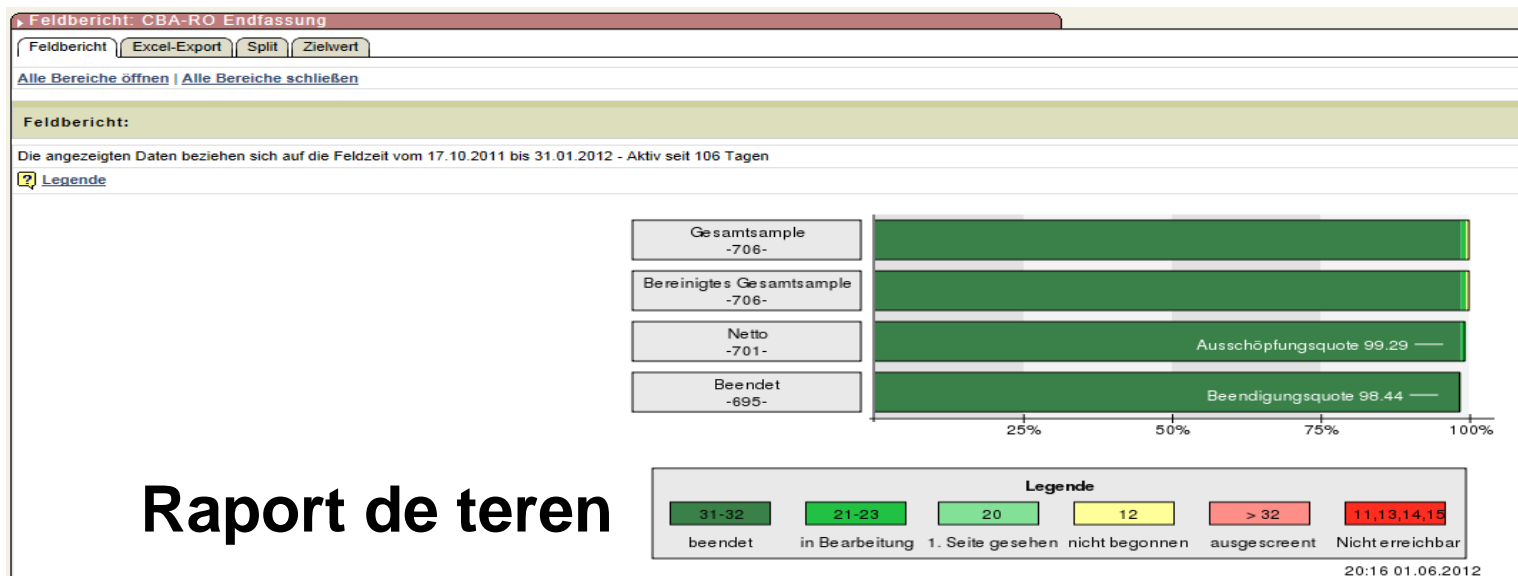 Feldbericht: CBA-RO Endfassung
Feldbericht Excel-Export Split Zielwert
Alle Bereiche öffnen | Alle Bereiche schließen
Feldbericht:
Die angezeigten Daten beziehen sich auf die Feldzeit vom 17.10.2011 bis 31.01.2012 - Aktiv seit 106 Tagen
? Legende
Gesamtsample
-706-
Bereinigtes Gesamtsample
-706-
Netto
-701-
Ausschöpfungsquote 99.29
Beendet
-695-
Beendigungsquote 98.44
25% 50% 75% 100%
Raport de teren
Legende
31-32 21-23 20 12 > 32 11,13,14,15
beendet in Bearbeitung 1. Seite gesehen nicht begonnen ausgescreent Nicht erreichbar
20:16 01.06.2012